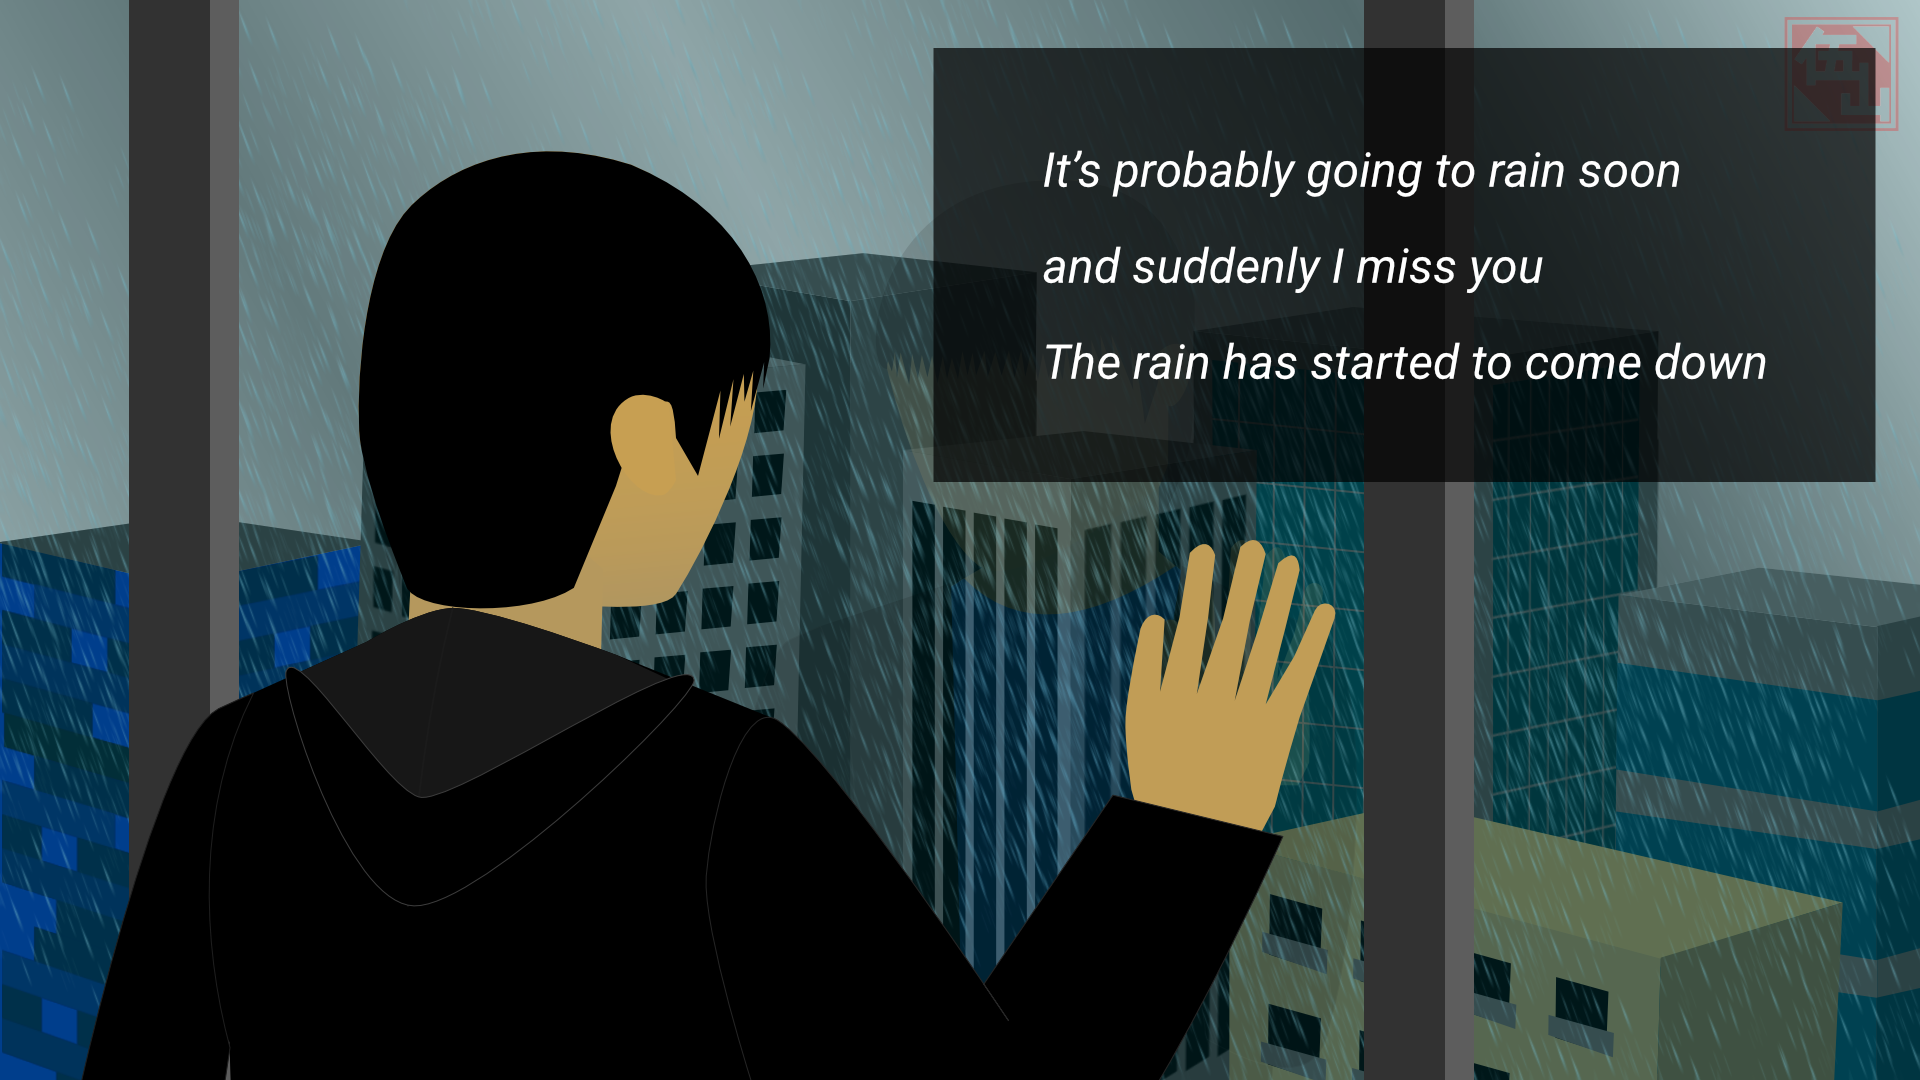 It’s probably going to rain soon
and suddenly I miss you
The rain has started to come down